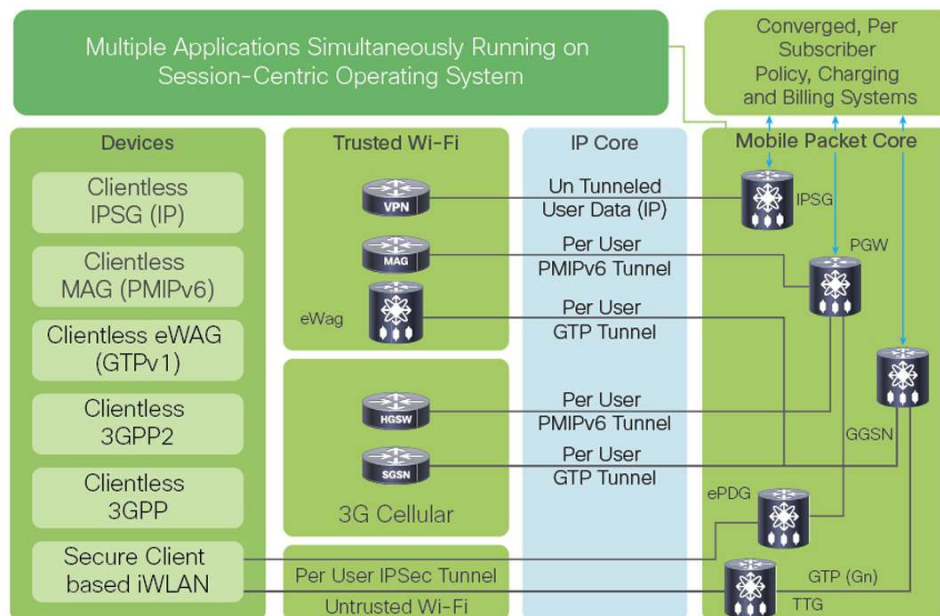 Multiple Applications Simultaneously Running on
Session-Centric Operating System
Converged, Per
Subscriber
Policy, Charging
and Billing Systems
Devices
Clientless
IPSG (IP)
Clientless
MAG (PMIPv6)
Clientless eWAG
(GTPv1)
Clientless
3GPP2
Clientless
3GPP
Secure Client
based iWLAN
Trusted Wi-Fi
VPN
MAG
eWag
HGSW
SGSN
3G Cellular
Per User IPSec Tunnel
Untrusted Wi-Fi
IP Core
Un Tunneled
User Data (IP)
Per User
PMIPv6 Tunnel
Per User
GTP Tunnel
Per User
PMIPv6 Tunnel
Per User
GTP Tunnel
Mobile Packet Core
IPSG
PGW
GGSN
ePDG
GTP (Gn)
TTG